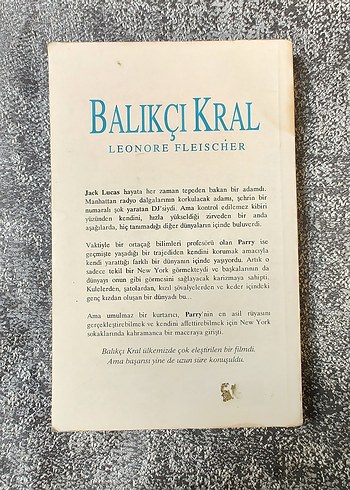 BALIKÇI KRAL
LEONORE FLEISCHER
Jack Lucas hayata her zaman tepeden bakan bir adamdı.
Manhattan radyo dalgalarının korkulacak adamı, şehrin bir
numaralı şok yaratan DJ'siydi. Ama kontrol edilemez kibiri
yüzünden kendini, hızla yükseldiği zirveden bir anda
aşağılarda, hiç tanımadığı diğer dünyaların içinde buluverdi.
Vaktiyle bir ortaçağ bilimleri profesörü olan Parry ise
geçmişte yaşadığı bir trajediden kendini korumak amacıyla
kendi yarattığı farklı bir dünyanın içinde yaşıyordu. Artık o
sadece tekil bir New York görmekteydi ve başkalarının da
dünyayı onun gibi görmesini sağlayacak karizmaya sahipti.
Kulelerden, şatolardan, kızıl şövalyelerden ve keder içindeki
genç kızdan oluşan bir dünyadı bu...
Ama umulmaz bir kurtarıcı, Parry'nin en asil rüyasını
gerçekleştirebilmek ve kendini affettirebilmek için New York
sokaklarında kahramanca bir maceraya girişti.
Balıkçı Kral ülkemizde çok eleştirilen bir filmdi.
Ama başarısı yine de uzun süre konuşuldu.